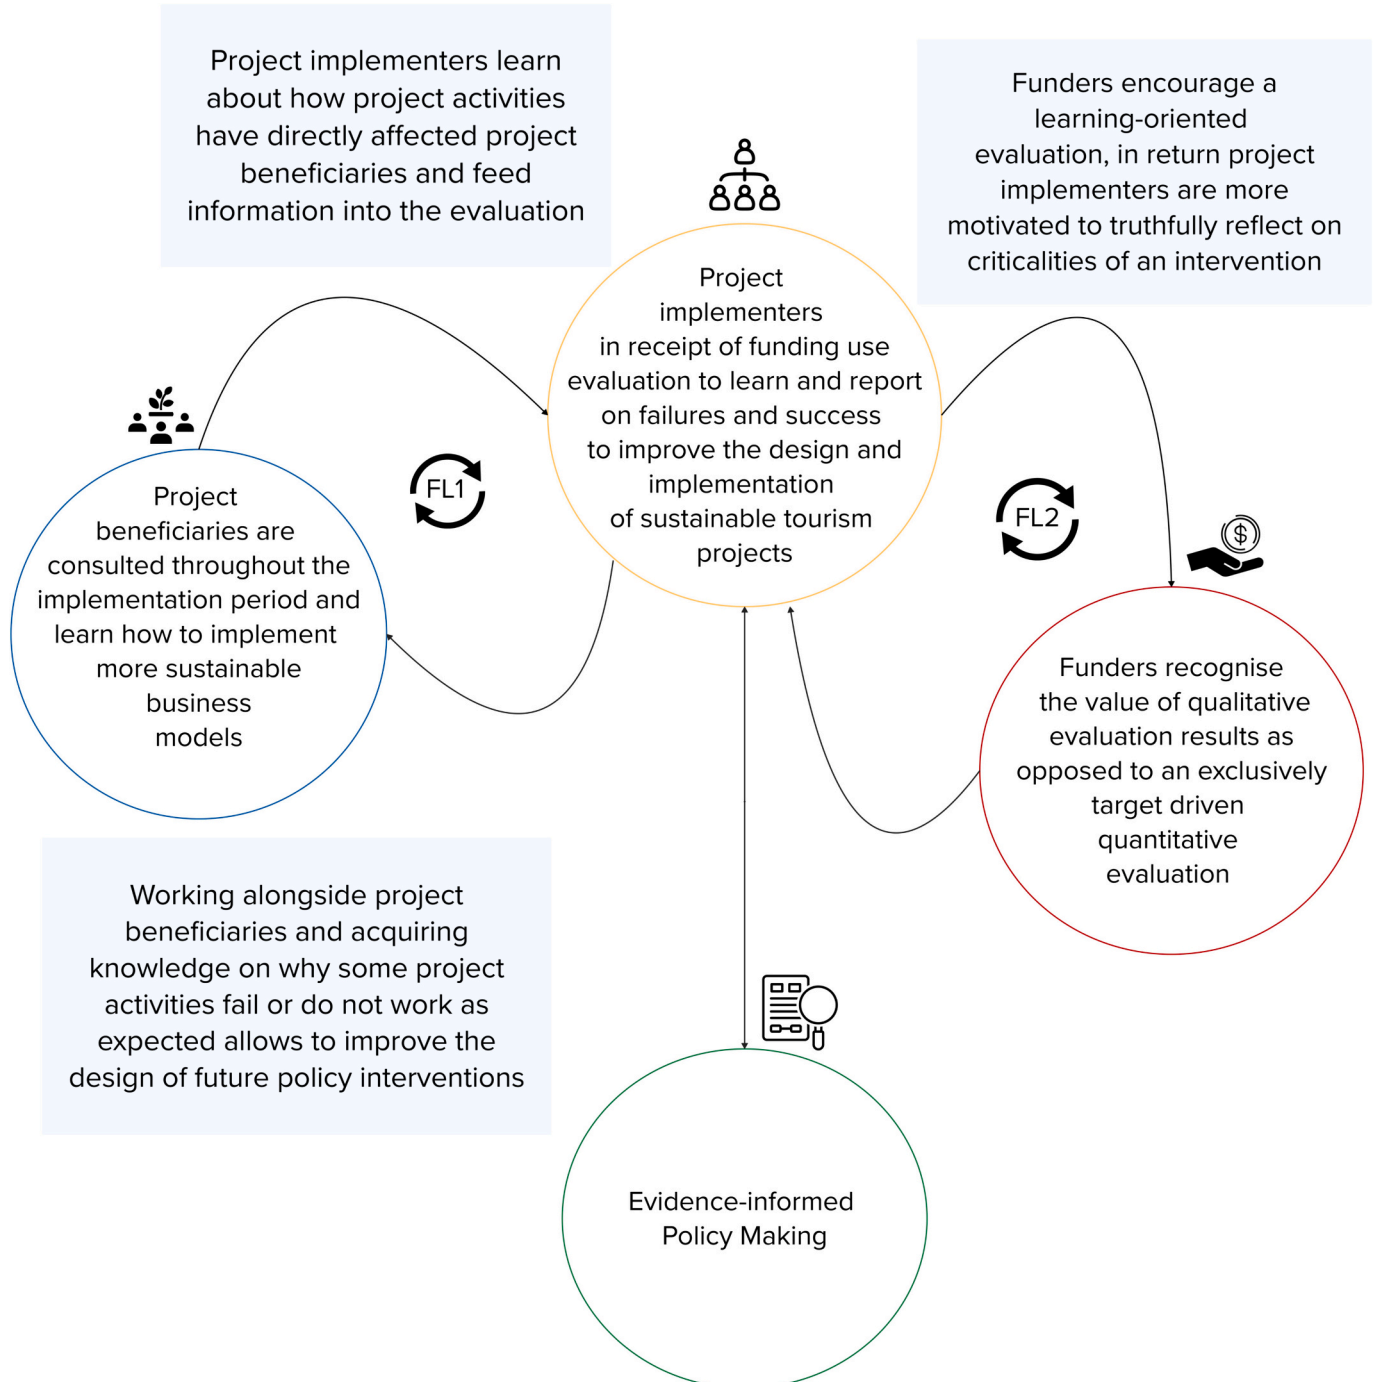 Project implementers learn
about how project activities
have directly affected project
beneficiaries and feed
information into the evaluation
Funders encourage a
learning-oriented
evaluation, in return project
implementers are more
motivated to truthfully reflect on
criticalities of an intervention
Project
implementers
in receipt of funding use
evaluation to learn and report
on failures and success
to improve the design and
implementation
of sustainable tourism
projects
FL1
FL2
$
Project
beneficiaries are
consulted throughout the
implementation period and
learn how to implement
more sustainable
business
models
Funders recognise
the value of qualitative
evaluation results as
opposed to an exclusively
target driven
quantitative
evaluation
Working alongside project
beneficiaries and acquiring
knowledge on why some project
activities fail or do not work as
expected allows to improve the
design of future policy interventions
Evidence-informed
Policy Making